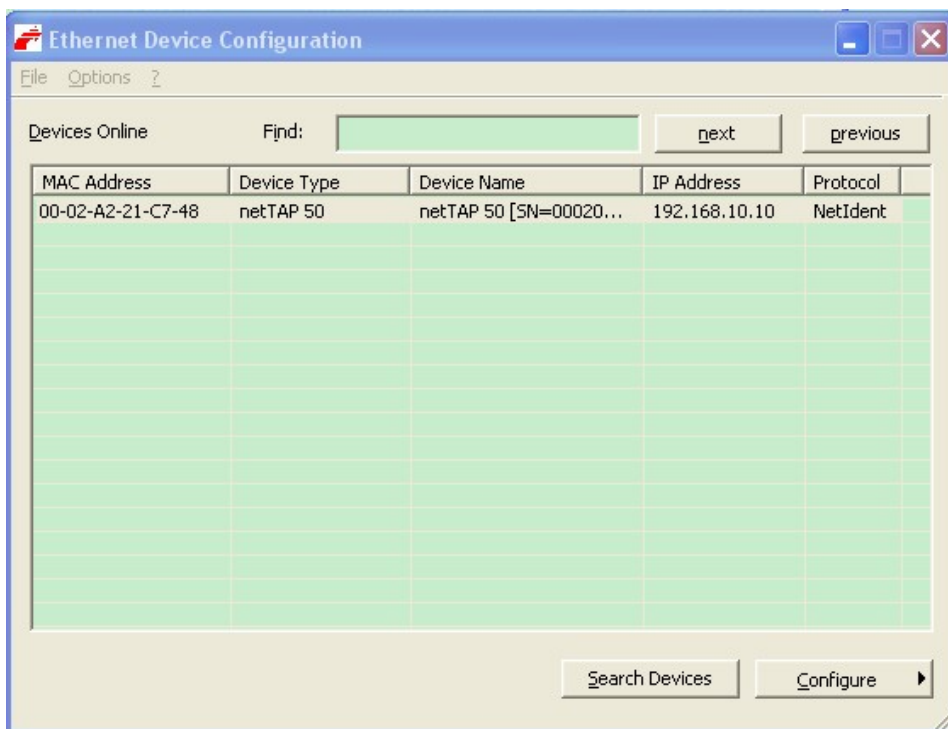 Ethernet Device Configuration
File Options ?
Devices Online Find: next previous
MAC Address Device Type Device Name IP Address Protocol
00-02-A2-21-C7-48 netTAP 50 netTAP 50 [SN=00020... 192.168.10.10 NetIdent
Search Devices Configure